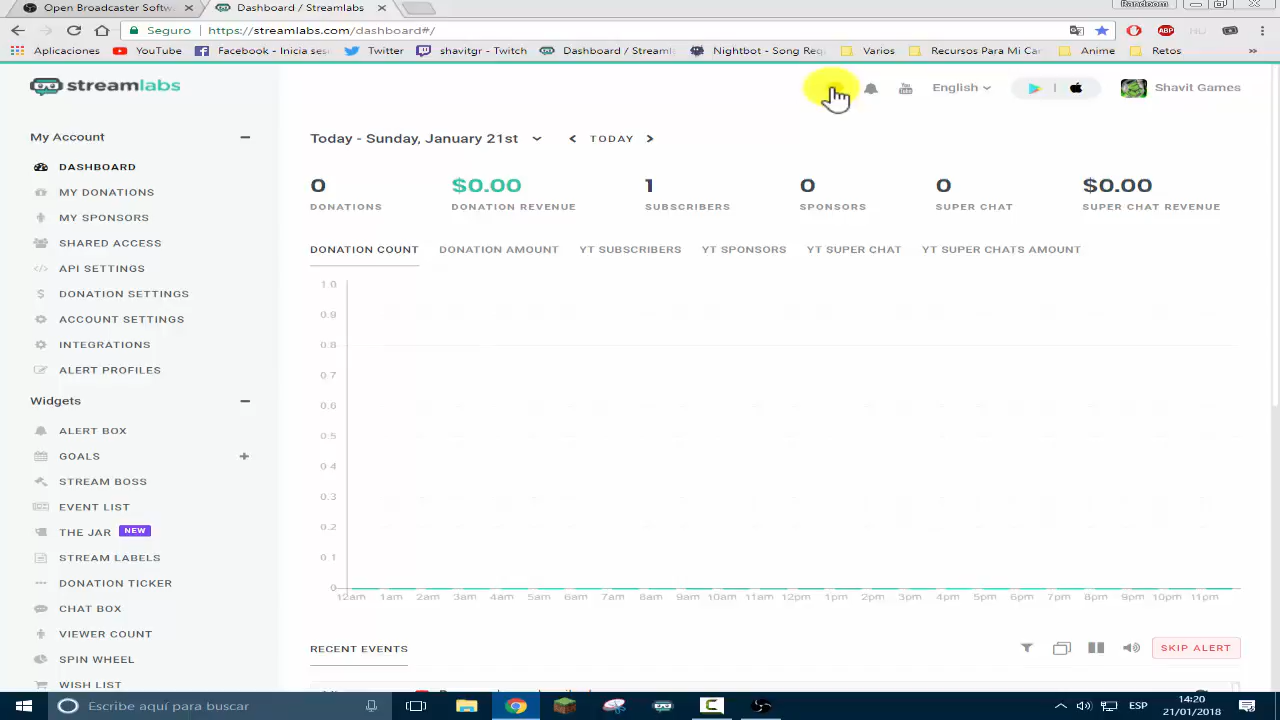 Open Broadcaster Softw
Dashboard / Streamlabs
Randoom
Seguro
https://streamlabs.com/dashboard#/
Aplicaciones
YouTube
Facebook - Inicia sesi
Twitter
shavitgr - Twitch
Dashboard / Streamla
Nightbot - Song Req
Varios
Recursos Para Mi Can
Anime
Retos
»
streamlabs
English
Shavit Games
My Account
DASHBOARD
MY DONATIONS
MY SPONSORS
SHARED ACCESS
API SETTINGS
DONATION SETTINGS
ACCOUNT SETTINGS
INTEGRATIONS
ALERT PROFILES
Widgets
ALERT BOX
GOALS
STREAM BOSS
EVENT LIST
THE JAR NEW
STREAM LABELS
DONATION TICKER
CHAT BOX
VIEWER COUNT
SPIN WHEEL
WISH LIST
Today - Sunday, January 21st
< TODAY >
0 $0.00 1 0 0 $0.00
DONATIONS DONATION REVENUE SUBSCRIBERS SPONSORS SUPER CHAT SUPER CHAT REVENUE
DONATION COUNT DONATION AMOUNT YT SUBSCRIBERS YT SPONSORS YT SUPER CHAT YT SUPER CHATS AMOUNT
1.0
0.9
0.8
0.7
0.6
0.5
0.4
0.3
0.2
0.1
0
12am 1am 2am 3am 4am 5am 6am 7am 8am 9am 10am 11am 12pm 1pm 2pm 3pm 4pm 5pm 6pm 7pm 8pm 9pm 10pm 11pm
RECENT EVENTS
SKIP ALERT
Escribe aquí para buscar
ESP
14:20
21/01/2018